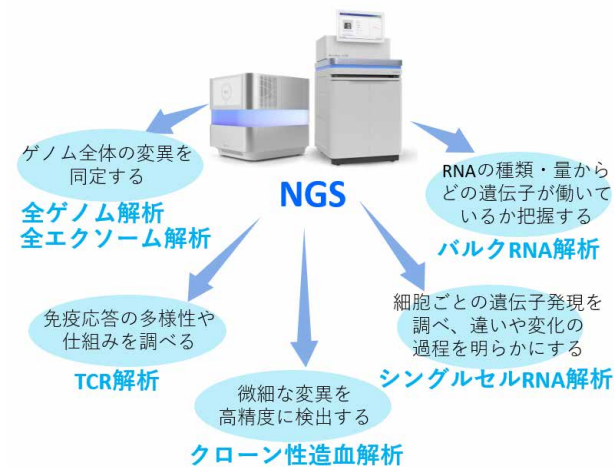 ゲノム全体の変異を
同定する
全ゲノム解析
全エクソーム解析
NGS
RNAの種類・量から
どの遺伝子が働いて
いるか把握する
バルクRNA解析
免疫応答の多様性や
仕組みを調べる
TCR解析
細胞ごとの遺伝子発現を
調べ、違いや変化の
過程を明らかにする
シングルセルRNA解析
微細な変異を
高精度に検出する
クローン性造血解析